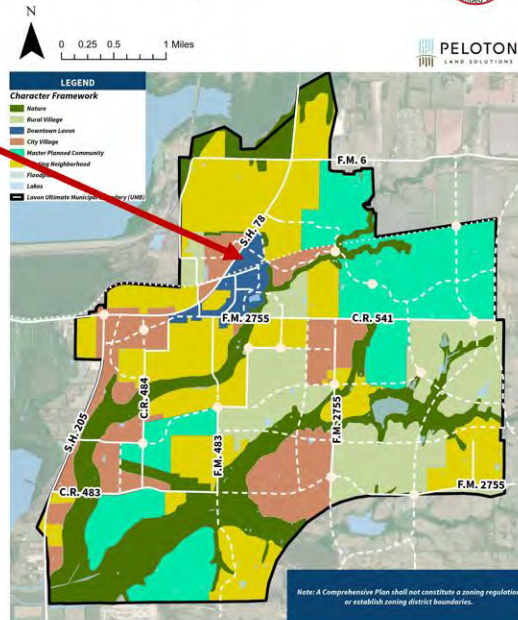 N
0 0.25 0.5 1 Miles
PELOTON
LAND SOLUTIONS
LEGEND
Character Framework
Nature
Rural Village
Downtown Lavon
City Village
Master Planned Community
Neighborhood
Lakes
Lavon Ultimate Municipal Boundary (UMB)
F.M. 6
S.H. 78
F.M. 2755
C.R. 541
C.R. 484
S.H. 205
F.M. 483
F.M. 2755
C.R. 483
F.M. 2755
Note: A Comprehensive Plan shall not constitute a zoning regulation
or establish zoning district boundaries.